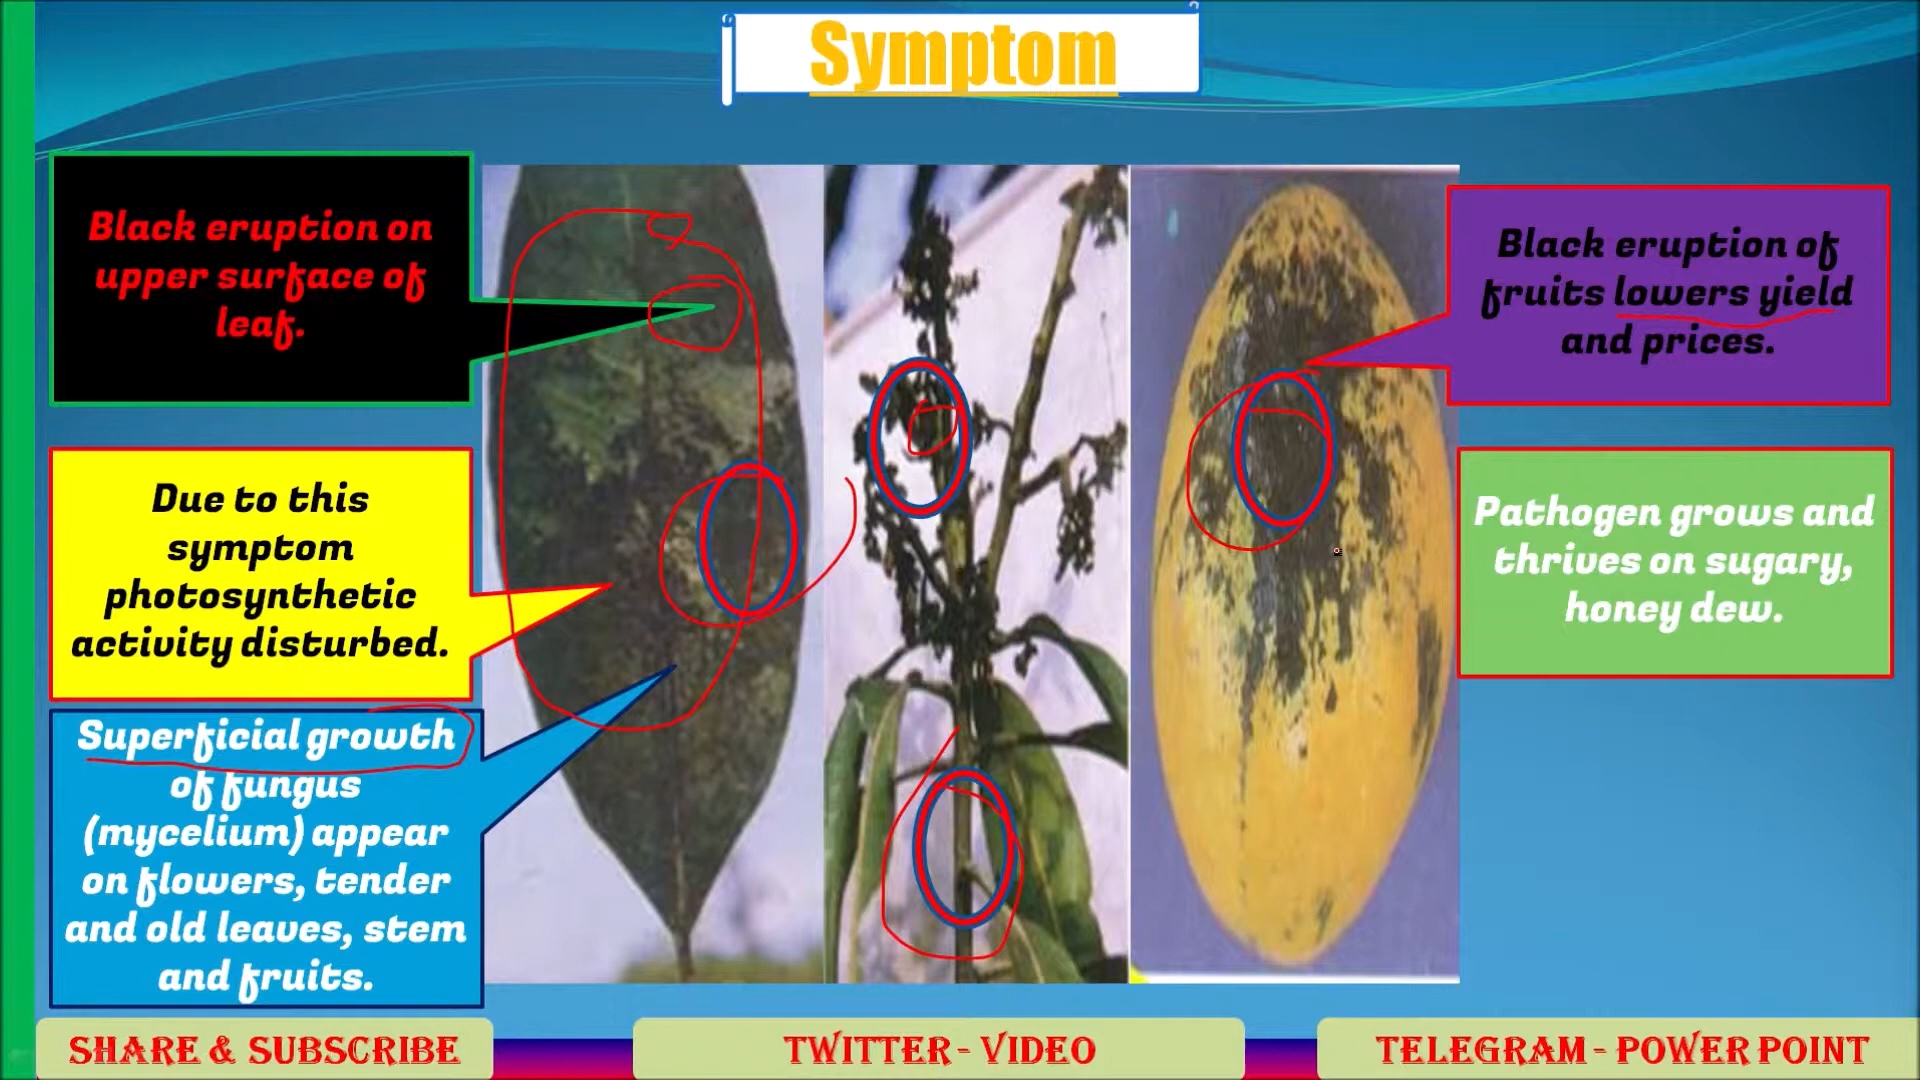 Symptom
Black eruption on
upper surface of
leaf.
Due to this
symptom
photosynthetic
activity disturbed.
Superficial growth
of fungus
(mycelium) appear
on flowers, tender
and old leaves, stem
and fruits.
Black eruption of
fruits lowers yield
and prices.
Pathogen grows and
thrives on sugary,
honey dew.
SHARE & SUBSCRIBE
TWITTER - VIDEO
TELEGRAM - POWER POINT